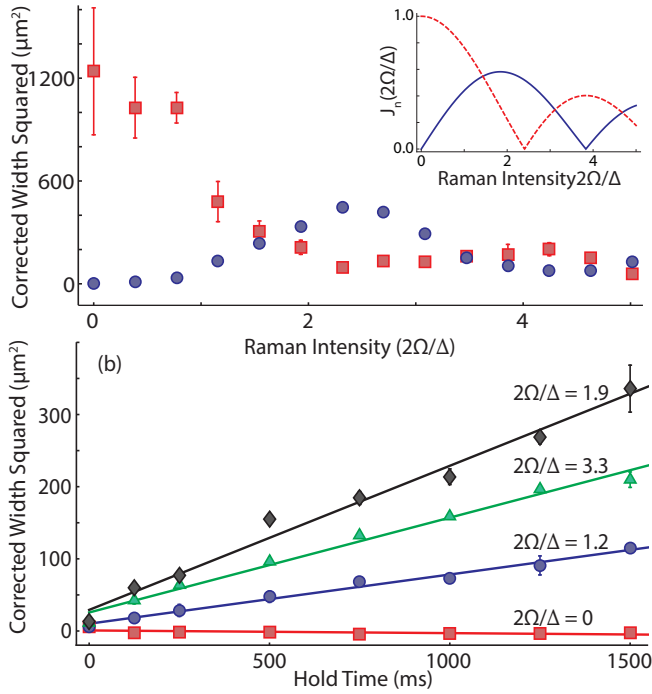 Corrected Width Squared (μm²)
1200
600
0
0
2
4
Raman Intensity (2Ω/Δ)
Jn(2Ω/Δ)
1.0
0.0
0
2
4
Raman Intensity2Ω/Δ
(b)
Corrected Width Squared (μm²)
300
200
100
0
2Ω/Δ = 1.9
2Ω/Δ = 3.3
2Ω/Δ = 1.2
2Ω/Δ = 0
0
500
1000
1500
Hold Time (ms)